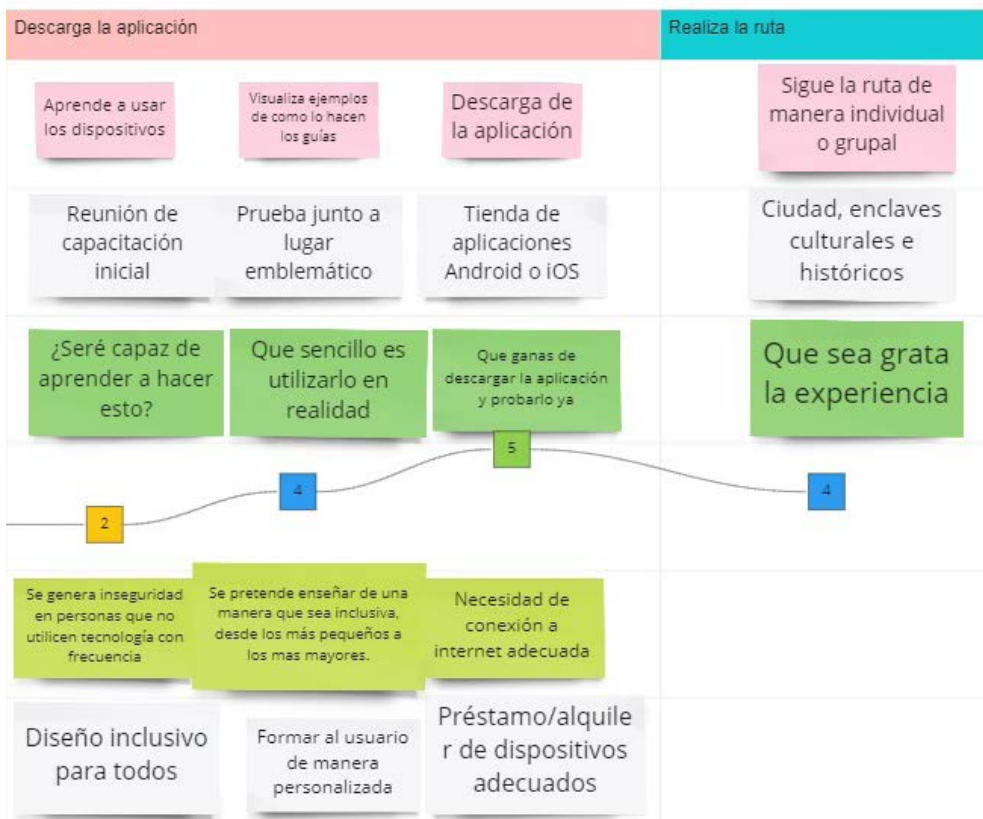 Descarga la aplicación
Realiza la ruta
Aprende a usar
los dispositivos
Visualiza ejemplos
de como lo hacen
los guías
Descarga de
la aplicación
Sigue la ruta de
manera individual
o grupal
Reunión de
capacitación
inicial
Prueba junto a
lugar
emblemático
Tienda de
aplicaciones
Android o iOS
Ciudad, enclaves
culturales e
históricos
¿Seré capaz de
aprender a hacer
esto?
Que sencillo es
utilizarlo en
realidad
Que ganas de
descargar la aplicación
y probarlo ya
Que sea grata
la experiencia
2
4
5
4
Se genera inseguridad
en personas que no
utilicen tecnología con
frecuencia
Se pretende enseñar de una
manera que sea inclusiva,
desde los más pequeños a
los mas mayores.
Necesidad de
conexión a
internet adecuada
Diseño inclusivo
para todos
Formar al usuario
de manera
personalizada
Préstamo/alquile
r de dispositivos
adecuados